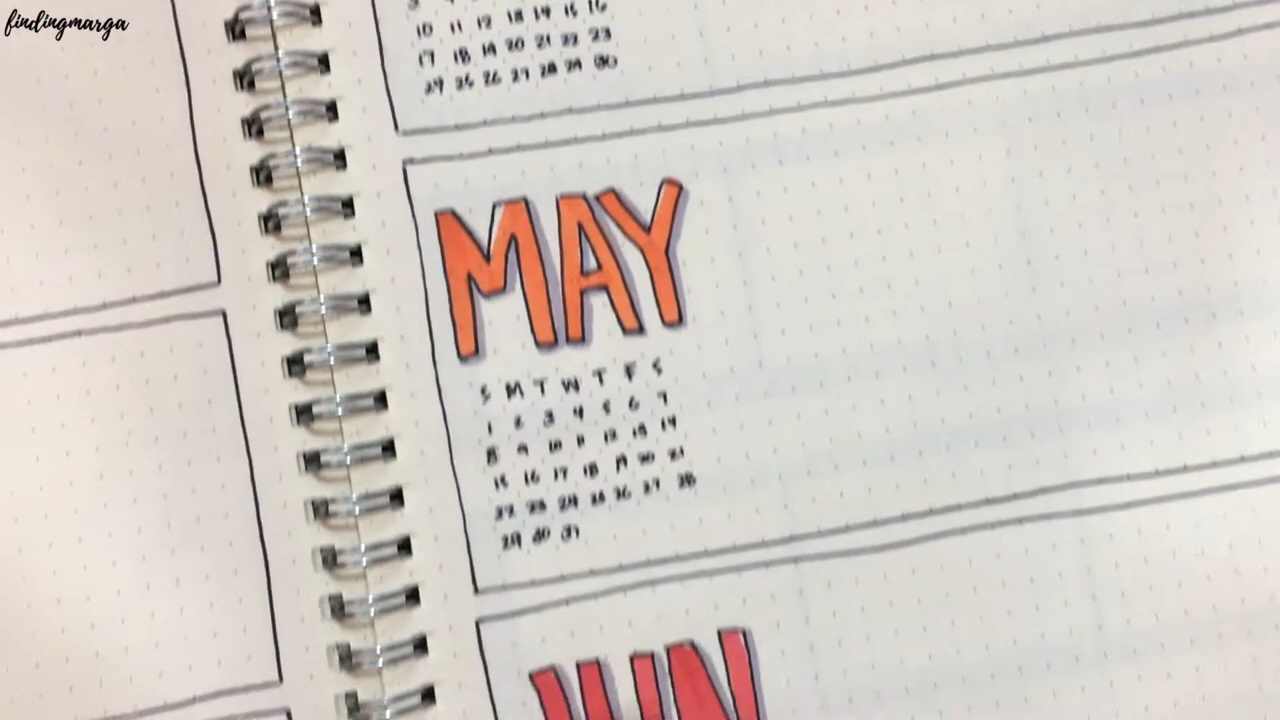 findingmarga
10 11 12 13 14 15 16
17 18 19 20 21 22 23
24 25 26 27 28 29 30
MAY
S M T W T F S
1 2 3 4 5 6 7
8 9 10 11 12 13 14
15 16 17 18 19 20 21
22 23 24 25 26 27 28
29 30 31
JUN